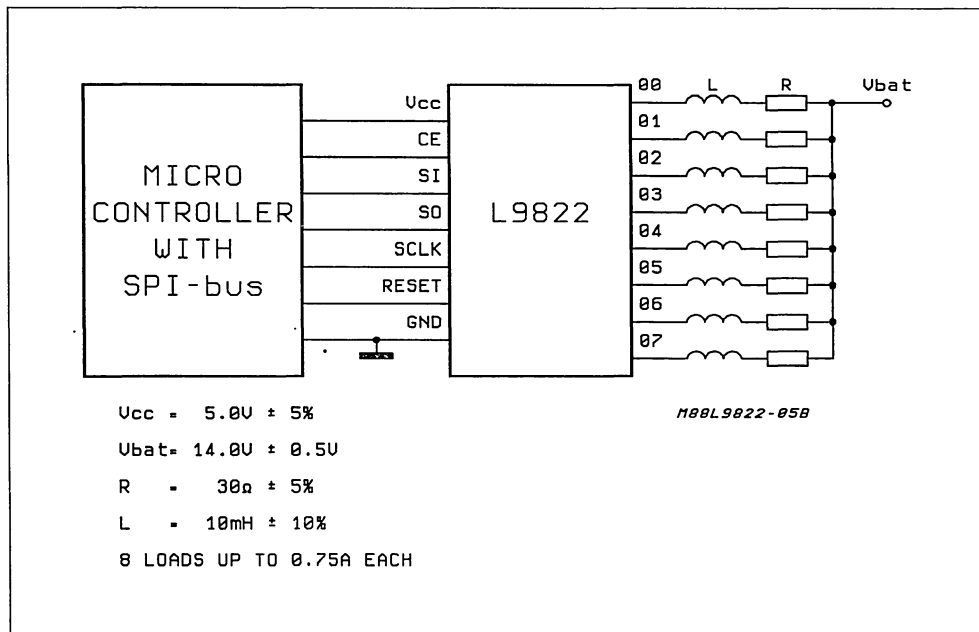 MICRO
CONTROLLER
WITH
SPI-bus
Vcc
CE
SI
SO
SCLK
RESET
GND
L9822
00
01
02
03
04
05
06
07
L R Vbat
M88L9822-05B
Vcc = 5.0V ± 5%
Vbat= 14.0V ± 0.5V
R = 30Ω ± 5%
L = 10mH ± 10%
8 LOADS UP TO 0.75A EACH